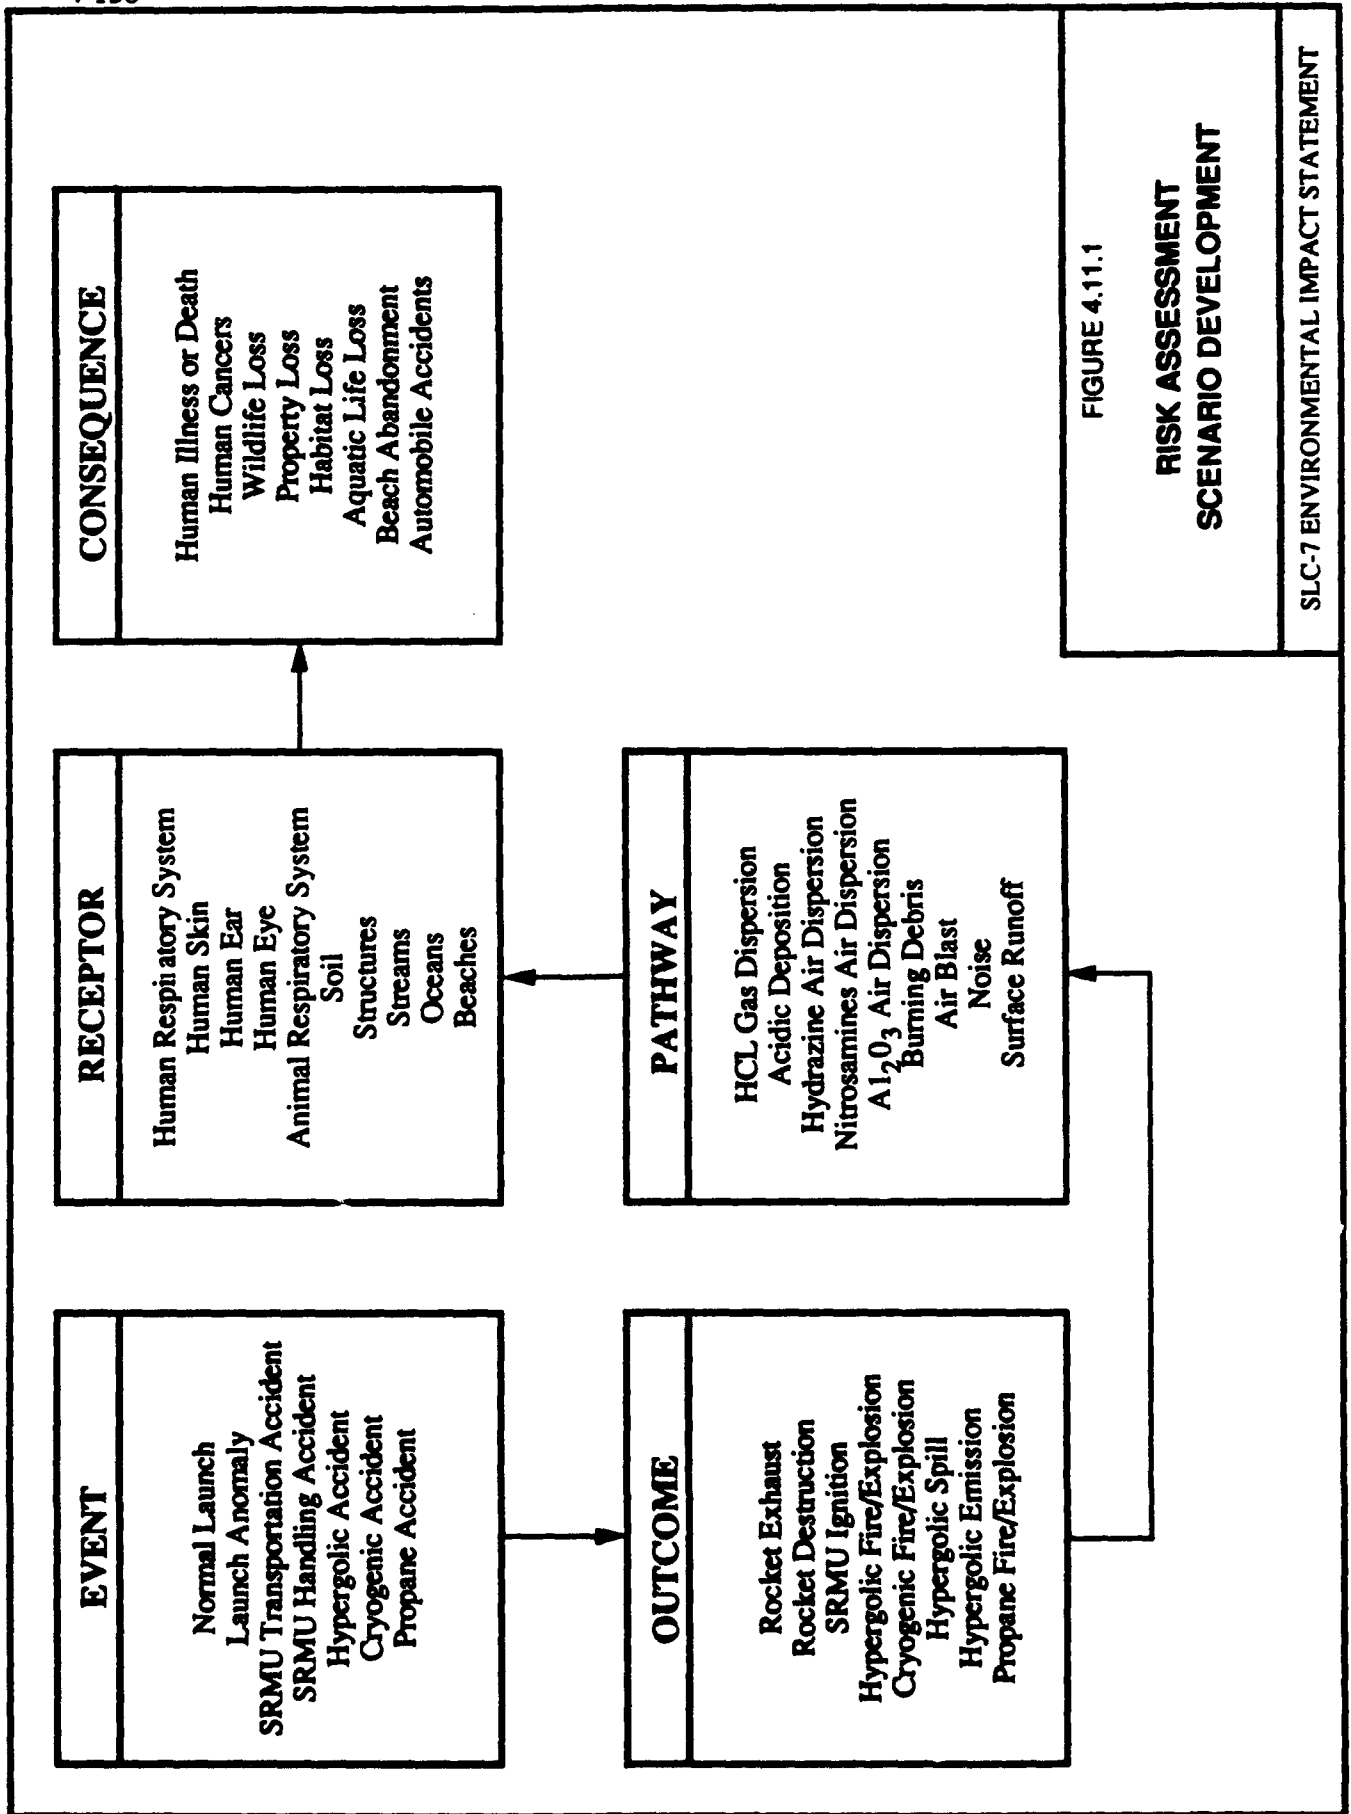 EVENT
Normal Launch
Launch Anomaly
SRMU Transportation Accident
SRMU Handling Accident
Hypergolic Accident
Cryogenic Accident
Propane Accident
OUTCOME
Rocket Exhaust
Rocket Destruction
SRMU Ignition
Hypergolic Fire/Explosion
Cryogenic Fire/Explosion
Hypergolic Spill
Hypergolic Emission
Propane Fire/Explosion
PATHWAY
HCL Gas Dispersion
Acidic Deposition
Hydrazine Air Dispersion
Nitrosamines Air Dispersion
Al₂O₃ Air Dispersion
Burning Debris
Air Blast
Noise
Surface Runoff
RECEPTOR
Human Respiratory System
Human Skin
Human Ear
Human Eye
Animal Respiratory System
Soil
Structures
Streams
Oceans
Beaches
CONSEQUENCE
Human Illness or Death
Human Cancers
Wildlife Loss
Property Loss
Habitat Loss
Aquatic Life Loss
Beach Abandonment
Automobile Accidents
FIGURE 4.11.1
RISK ASSESSMENT
SCENARIO DEVELOPMENT
SLC-7 ENVIRONMENTAL IMPACT STATEMENT